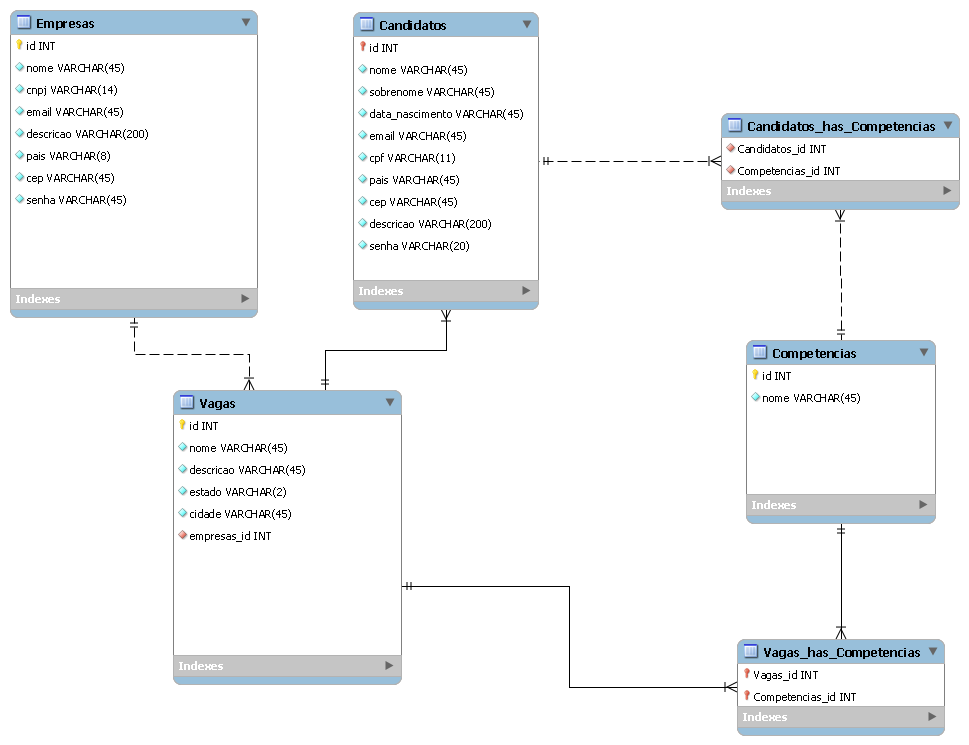 Empresas
id INT
nome VARCHAR(45)
cnpj VARCHAR(14)
email VARCHAR(45)
descricao VARCHAR(200)
pais VARCHAR(8)
cep VARCHAR(45)
senha VARCHAR(45)
Indexes
Candidatos
id INT
nome VARCHAR(45)
sobrenome VARCHAR(45)
data_nascimento VARCHAR(45)
email VARCHAR(45)
cpf VARCHAR(11)
pais VARCHAR(45)
cep VARCHAR(45)
descricao VARCHAR(200)
senha VARCHAR(20)
Indexes
Candidatos_has_Competencias
Candidatos_id INT
Competencias_id INT
Indexes
Competencias
id INT
nome VARCHAR(45)
Indexes
Vagas
id INT
nome VARCHAR(45)
descricao VARCHAR(45)
estado VARCHAR(2)
cidade VARCHAR(45)
empresas_id INT
Indexes
Vagas_has_Competencias
Vagas_id INT
Competencias_id INT
Indexes